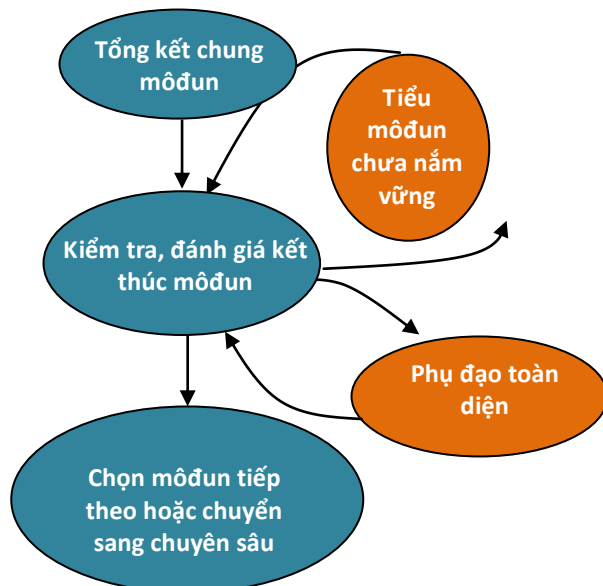 Tổng kết chung
môđun
Tiểu
môđun
chưa nắm
vững
Kiểm tra, đánh giá kết
thúc môđun
Phụ đạo toàn
diện
Chọn môđun tiếp
theo hoặc chuyển
sang chuyên sâu